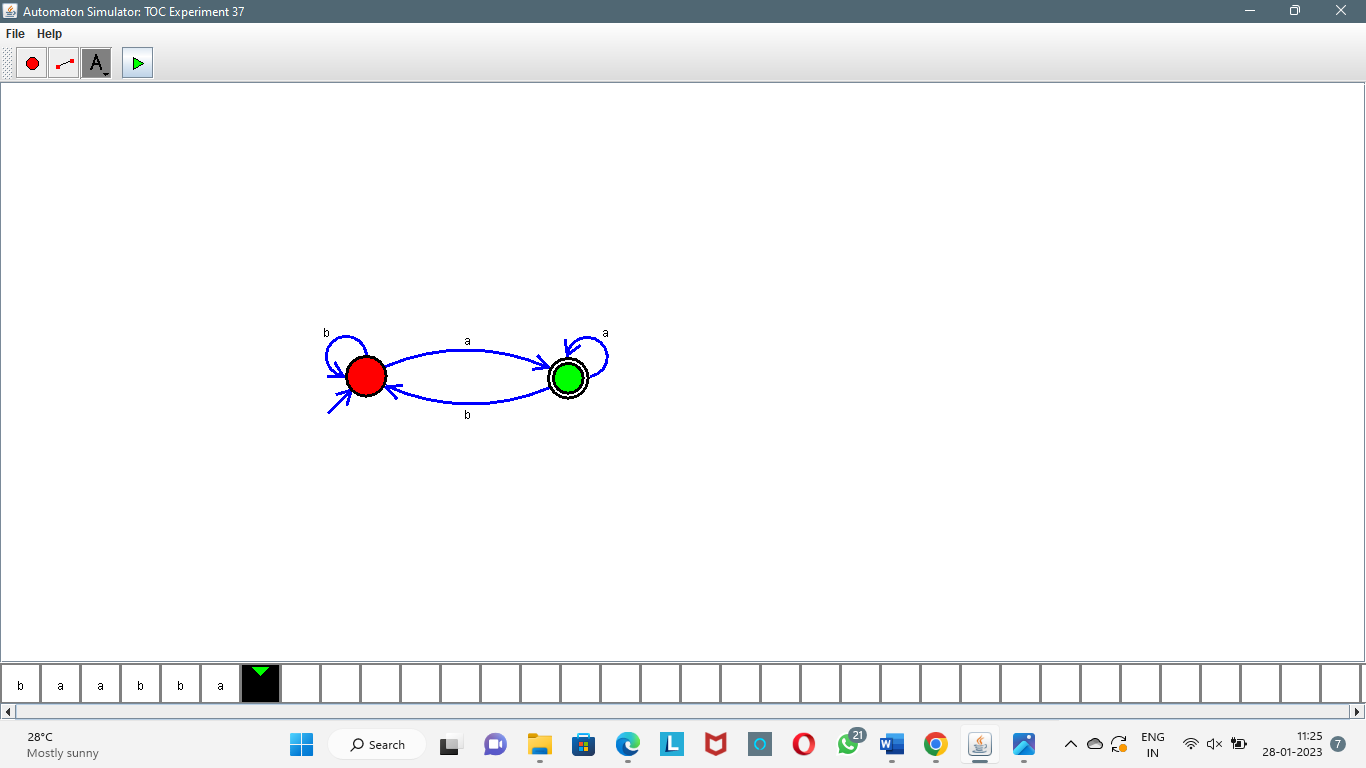 Automaton Simulator: TOC Experiment 37
File Help
A
b
a
a
b
b a a b b a
28°C
Mostly sunny
Search
L
21
W
ENG
IN
11:25
28-01-2023
7